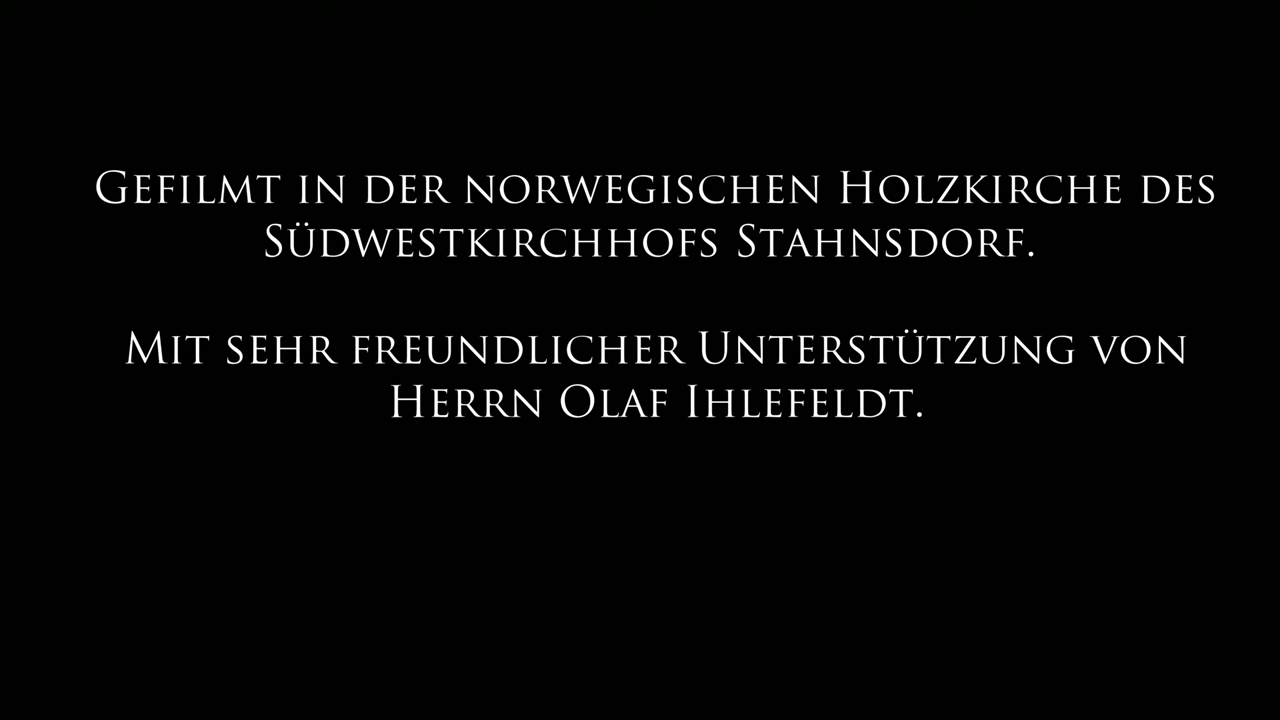 Gefilmt in der norwegischen Holzkirche des
Südwestkirchhofs Stahnsdorf.
Mit sehr freundlicher Unterstützung von
Herrn Olaf Ihlefeldt.